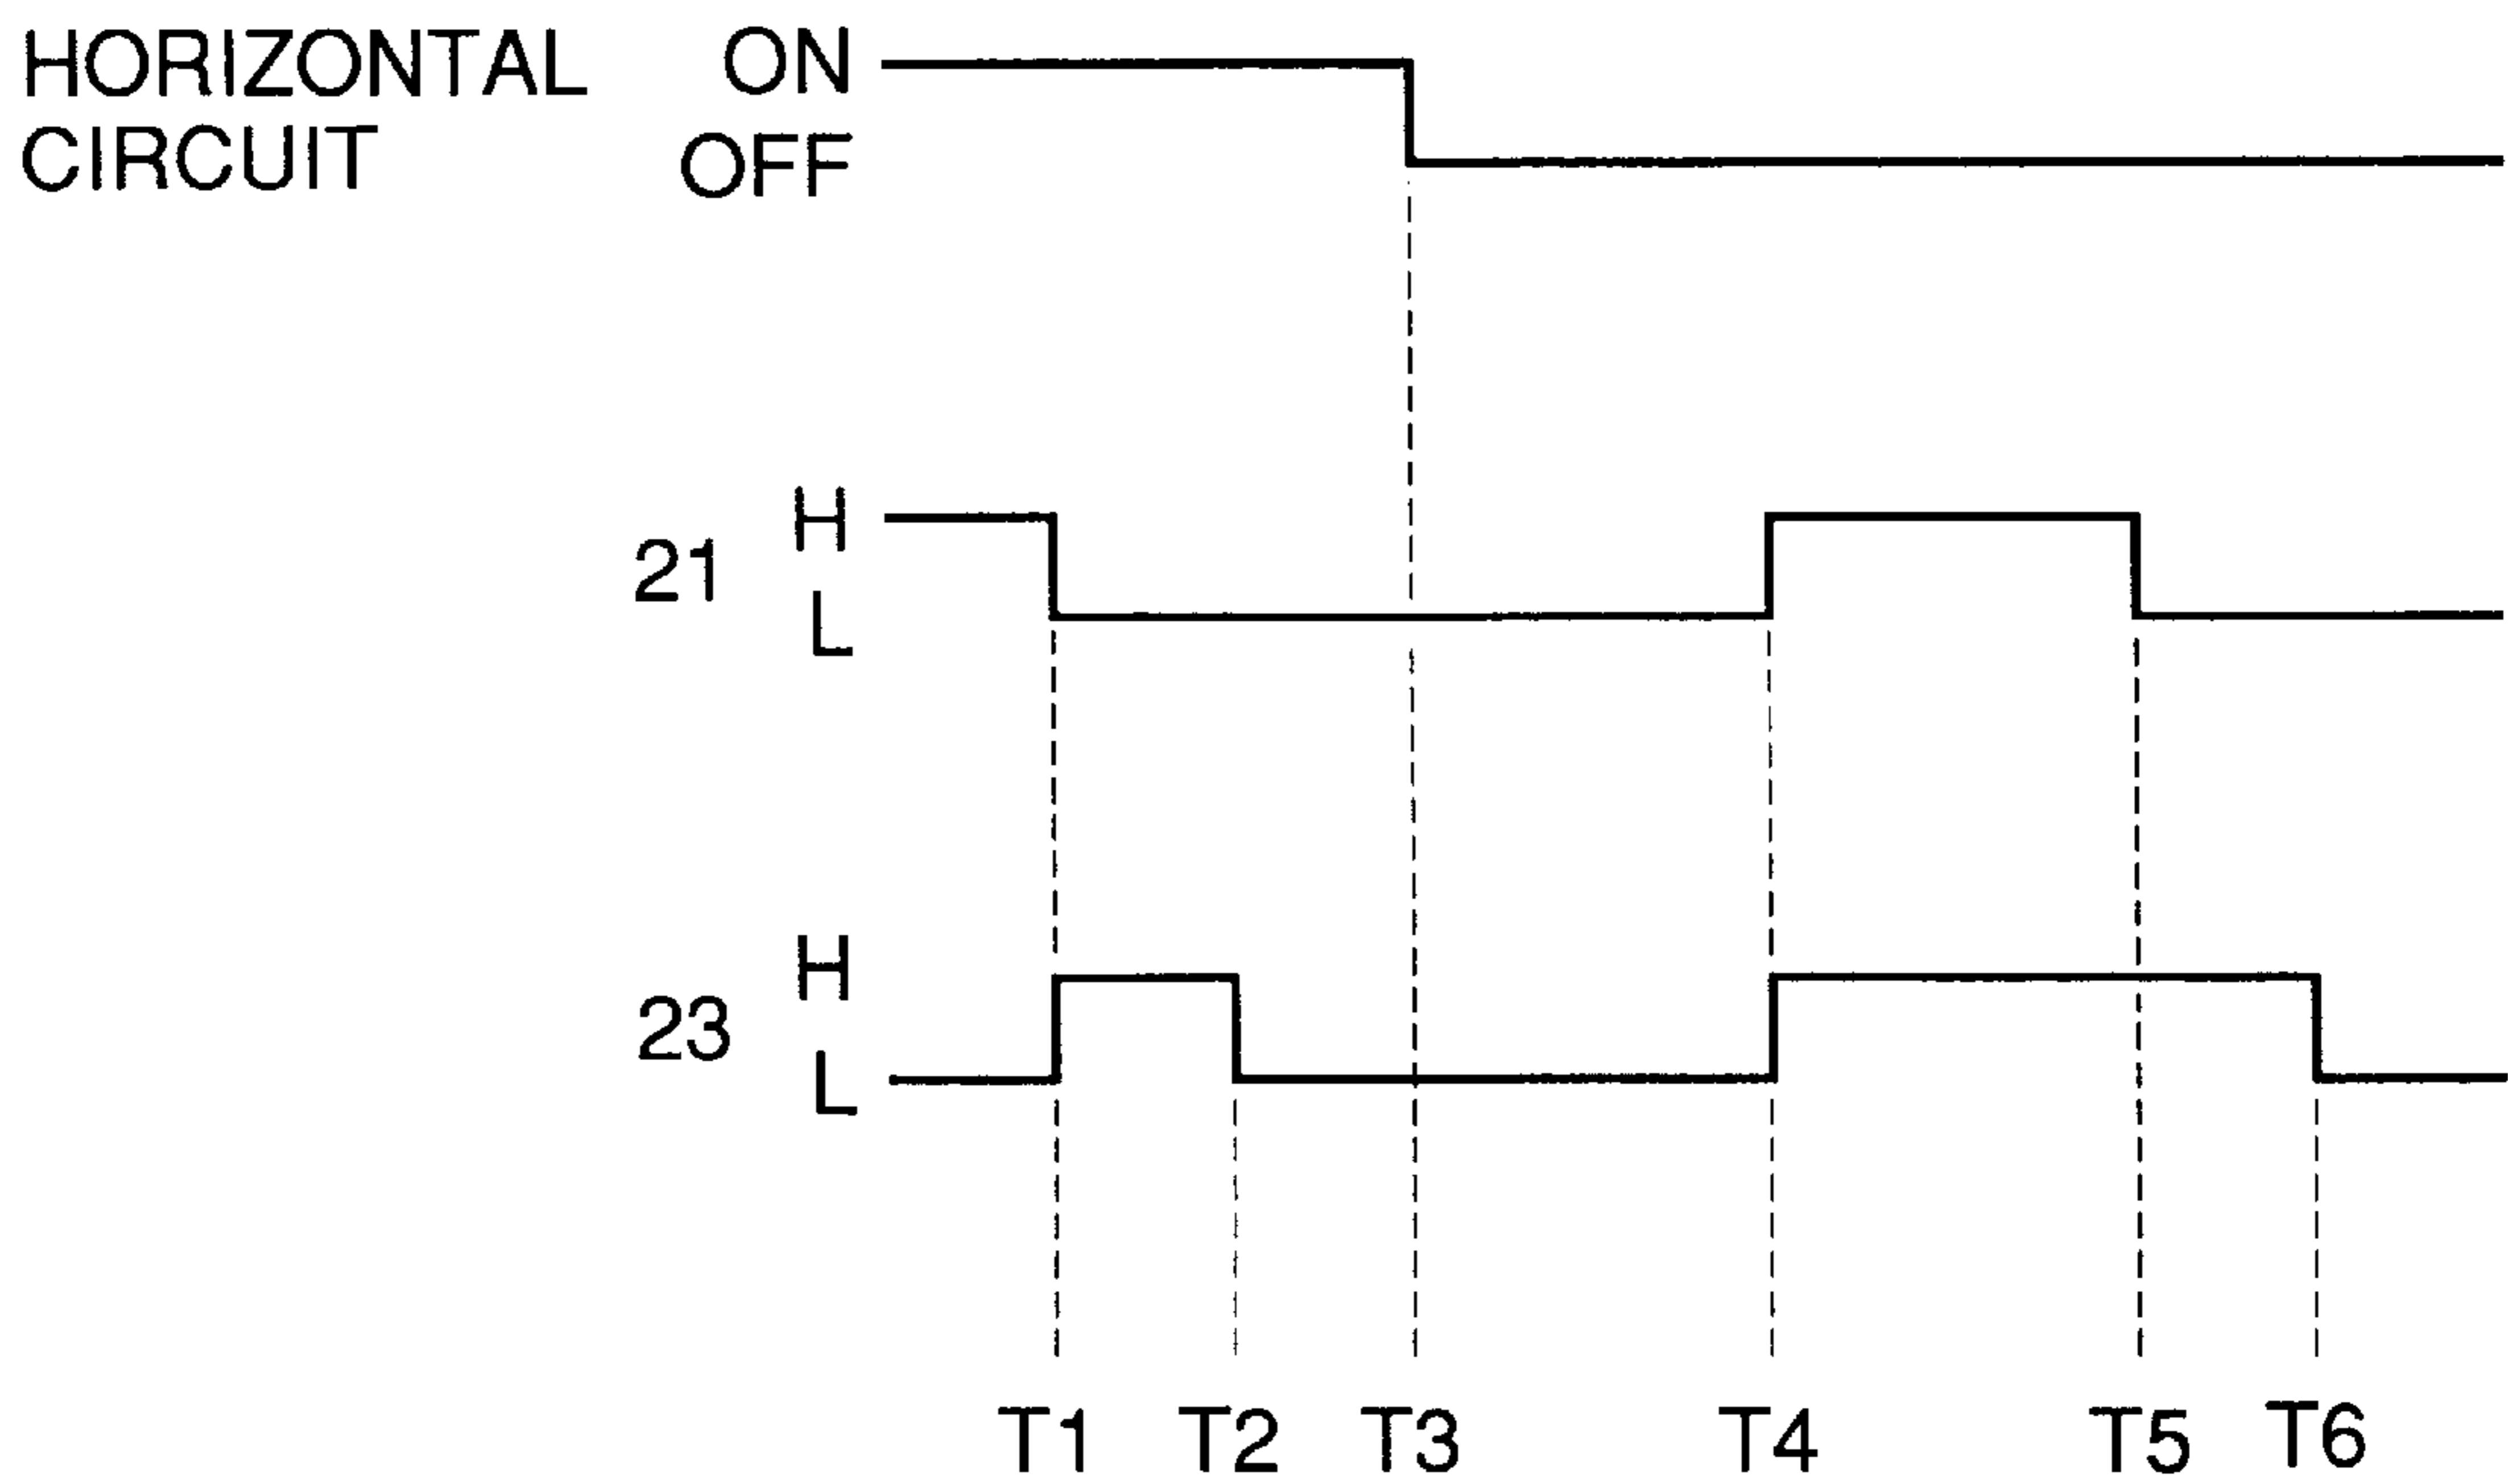 HORIZONTAL ON
CIRCUIT OFF
H
21
L
H
23
L
T1 T2 T3 T4 T5 T6